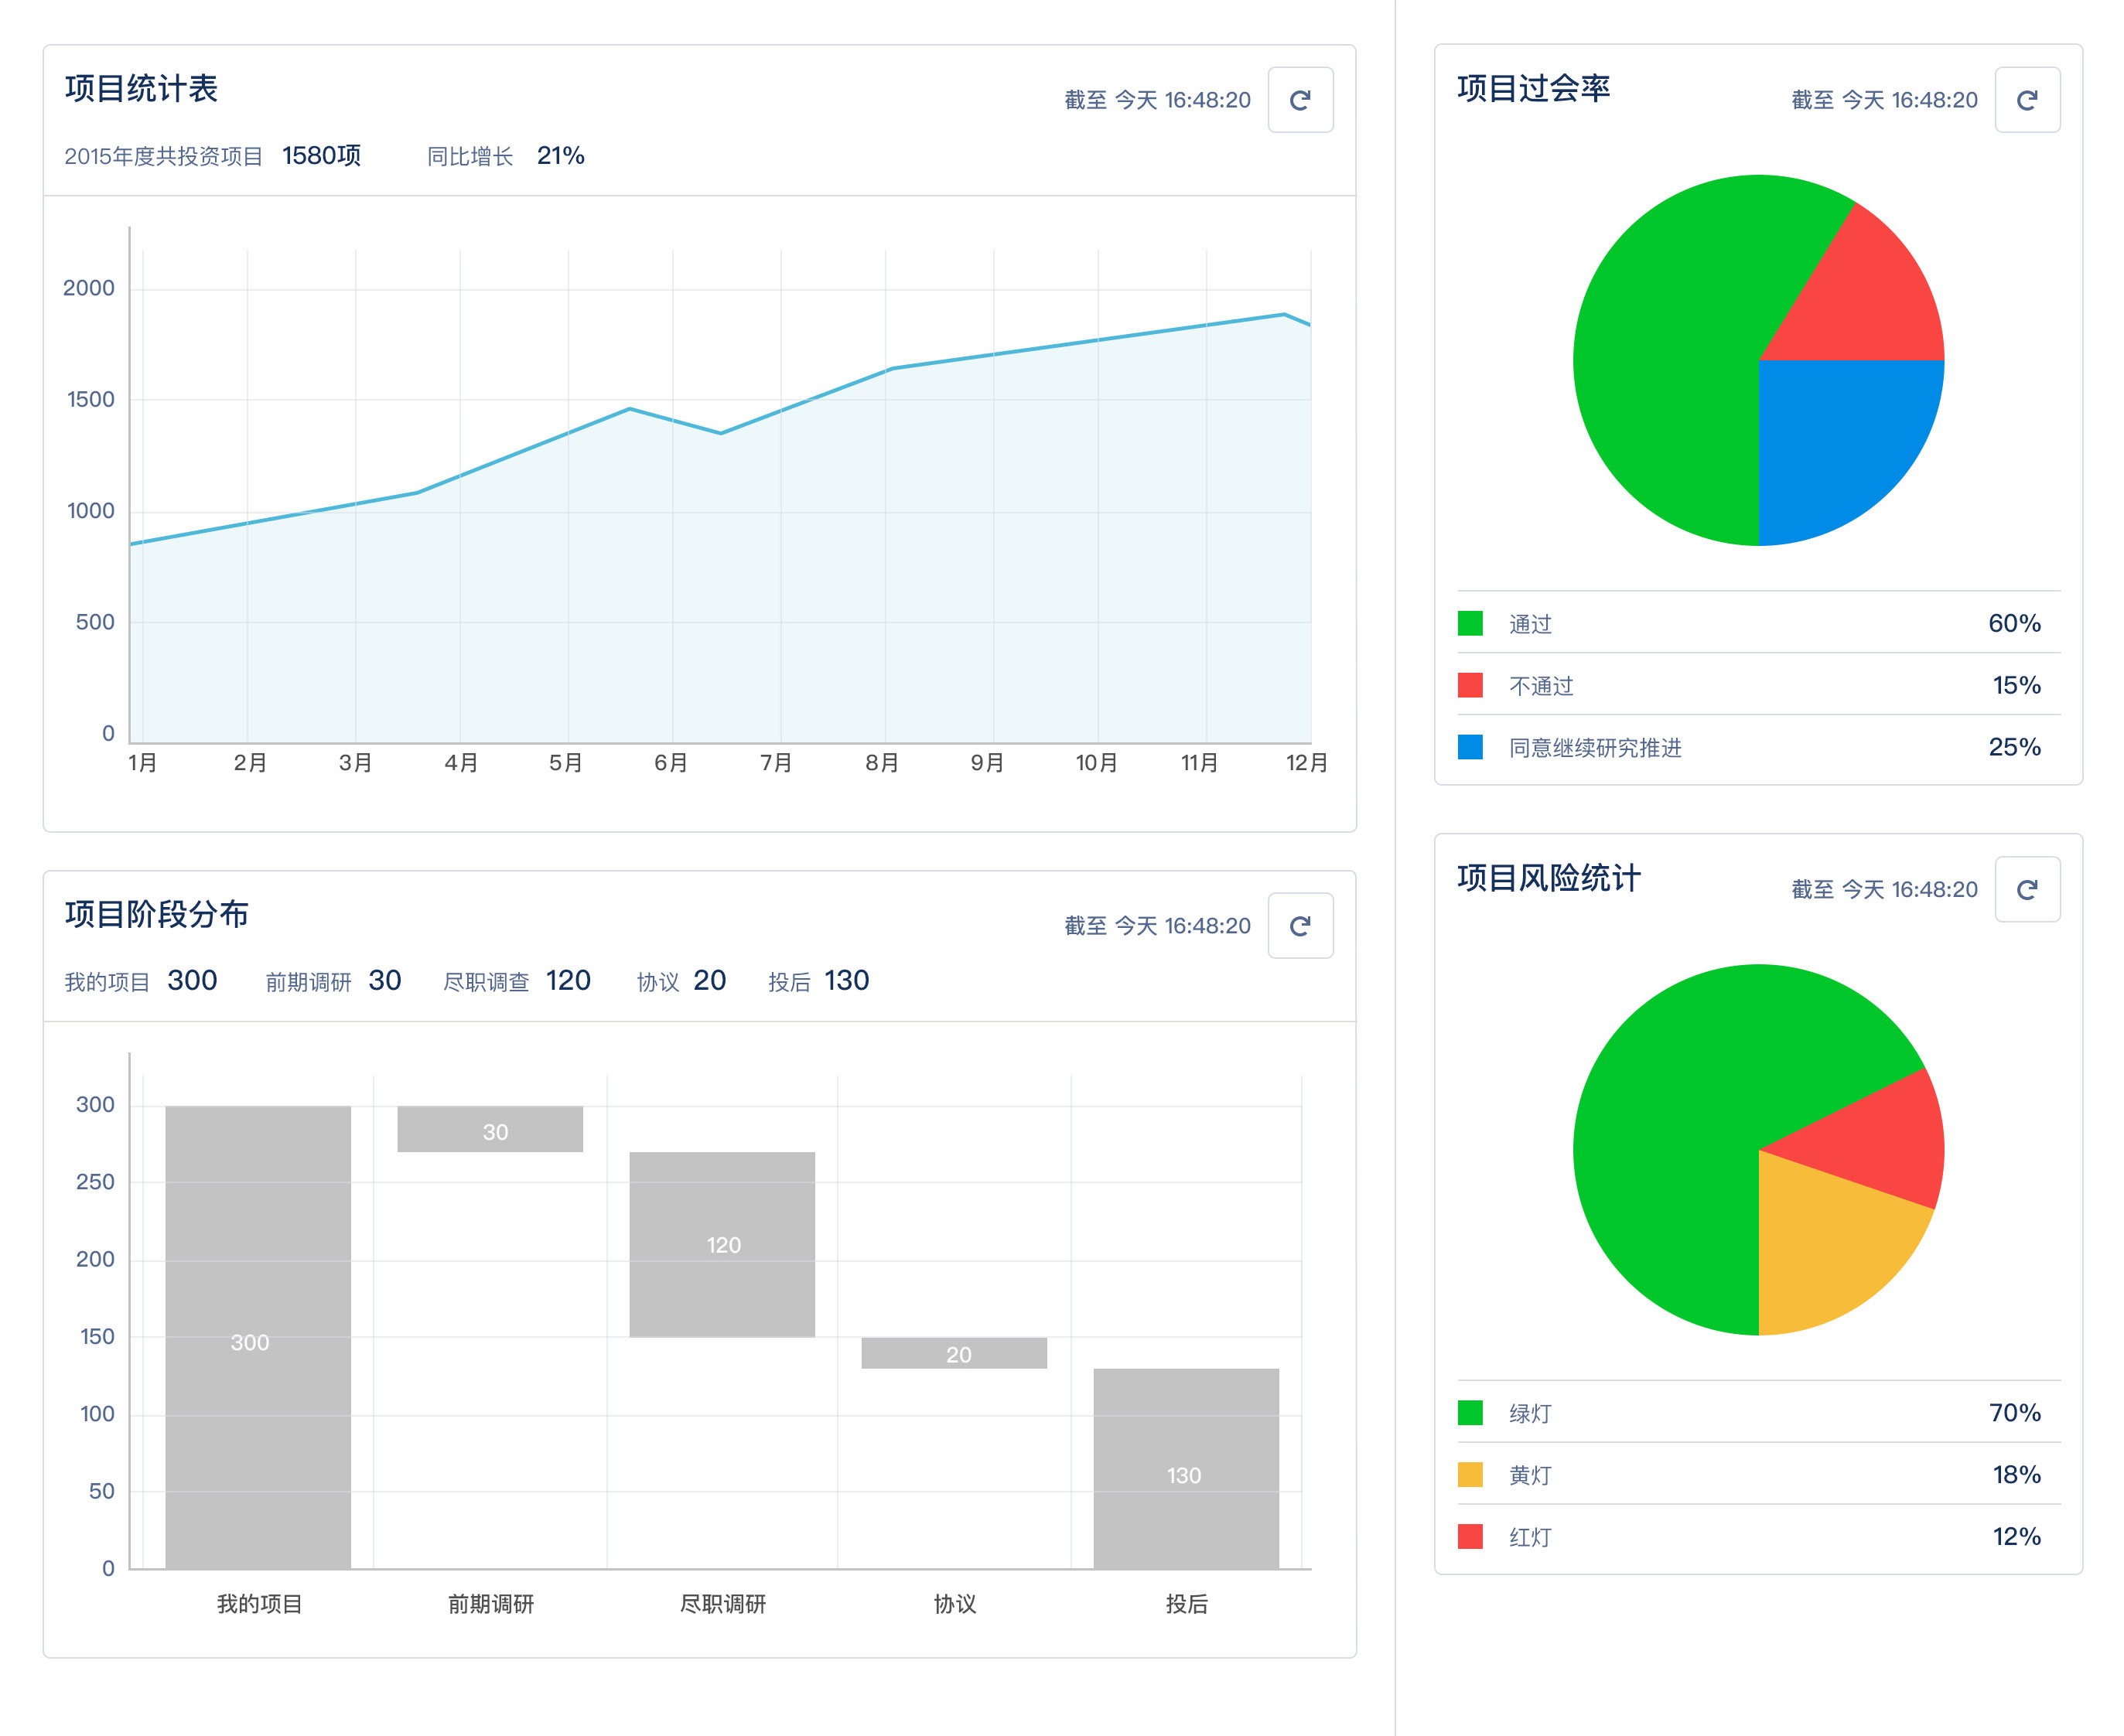 项目统计表
截至 今天 16:48:20
2015年度共投资项目 1580项 同比增长 21%
2000
1500
1000
500
0
1月 2月 3月 4月 5月 6月 7月 8月 9月 10月 11月 12月
项目阶段分布
截至 今天 16:48:20
我的项目 300 前期调研 30 尽职调查 120 协议 20 投后 130
300
250
200
150
100
50
0
300
30
120
20
130
我的项目 前期调研 尽职调研 协议 投后
项目过会率
截至 今天 16:48:20
通过 60%
不通过 15%
同意继续研究推进 25%
项目风险统计
截至 今天 16:48:20
绿灯 70%
黄灯 18%
红灯 12%